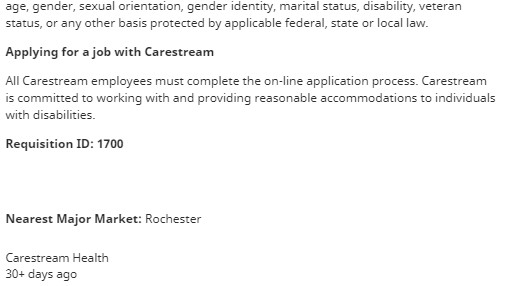 age, gender, sexual orientation, gender identity, marital status, disability, veteran
status, or any other basis protected by applicable federal, state or local law.
Applying for a job with Carestream
All Carestream employees must complete the on-line application process. Carestream
is committed to working with and providing reasonable accommodations to individuals
with disabilities.
Requisition ID: 1700
Nearest Major Market: Rochester
Carestream Health
30+ days ago